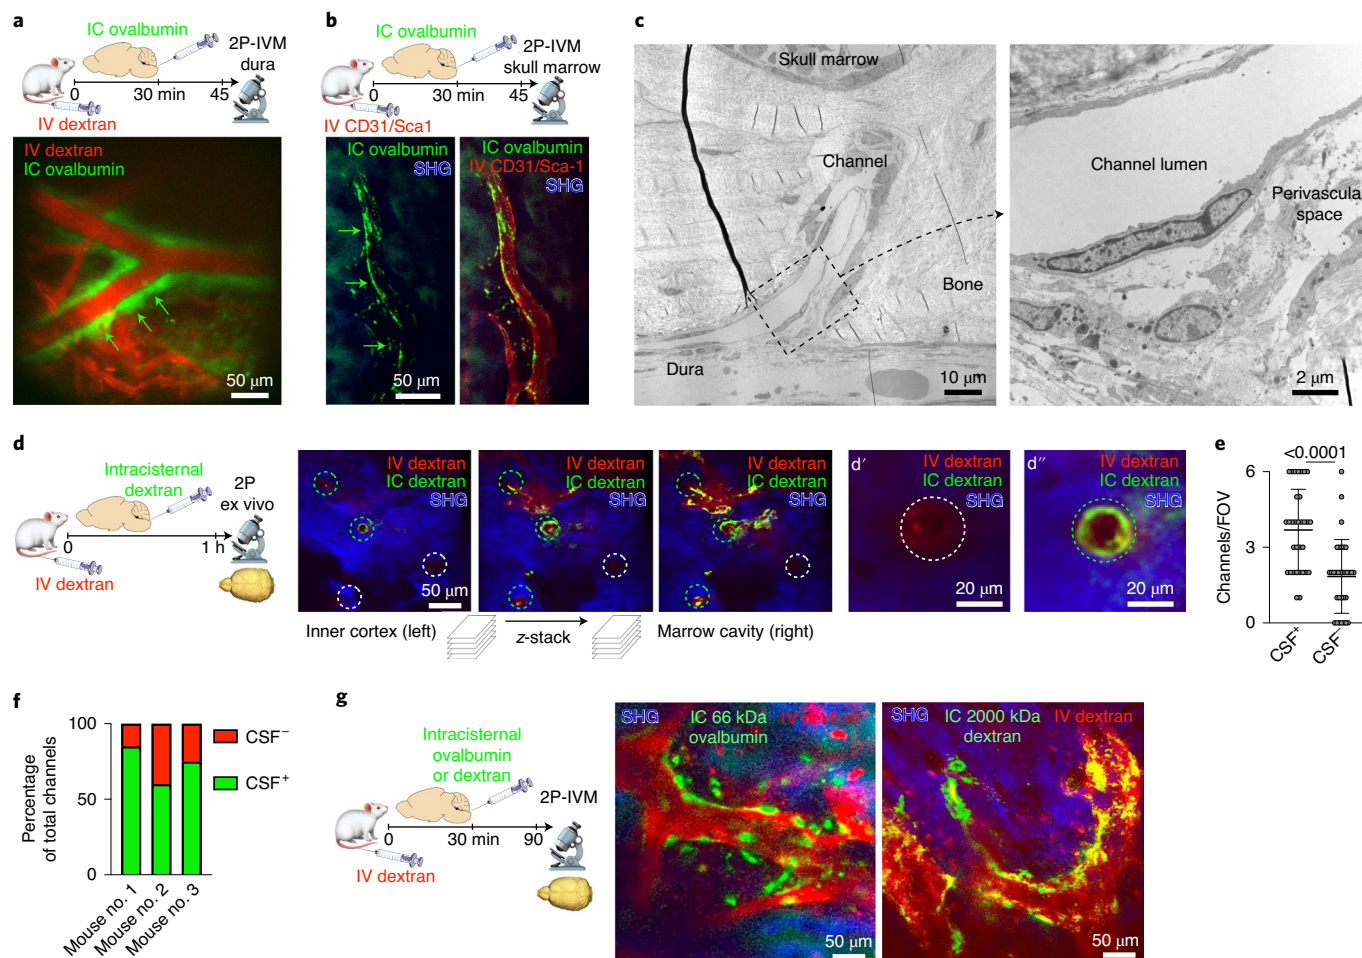 a
IC ovalbumin
2P-IVM
dura
0
30 min
45
IV dextran
IV dextran
IC ovalbumin
50 μm
b
IC ovalbumin
2P-IVM
skull marrow
0
30 min
45
IV CD31/Sca1
IC ovalbumin
SHG
50 μm
IC ovalbumin
IV CD31/Sca-1
SHG
c
Skull marrow
Channel
Bone
Dura
10 μm
Channel lumen
Perivascula
space
2 μm
d
Intracisternal
dextran
2P
ex vivo
0
1 h
IV dextran
IV dextran
IC dextran
SHG
50 μm
IV dextran
IC dextran
SHG
IV dextran
IC dextran
SHG
Inner cortex (left)
z-stack
Marrow cavity (right)
d′
IV dextran
IC dextran
SHG
20 μm
d″
IV dextran
IC dextran
SHG
20 μm
e
<0.0001
6
3
0
Channels/FOV
CSF+
CSF−
f
100
50
0
Percentage
of total channels
CSF−
CSF+
Mouse no. 1
Mouse no. 2
Mouse no. 3
g
Intracisternal
ovalbumin
or dextran
2P-IVM
0
30 min
90
IV dextran
SHG
IC 66 kDa
ovalbumin
IV dextran
50 μm
SHG
IC 2000 kDa
dextran
IV dextran
50 μm